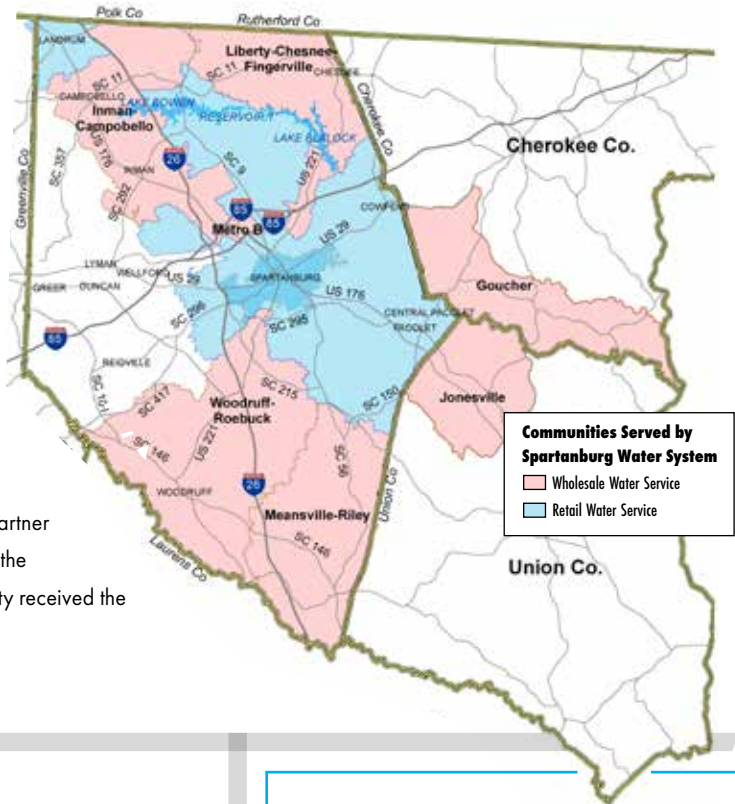 Polk Co
Rutherford Co
LANDRUM
Liberty-Chesnee-
Fingerville
CHESNEE
SC 11
SC 11
CAMPOBELLO
LAKE BOWEN
RESERVOIR 1
Inman-
Campobello
LAKE BLALOCK
Cherokee Co
Cherokee Co.
US 176
26
SC 9
US 221
SC 357
INMAN
SC 292
Greenville Co
85
85
Metro B
COWPENS
US 29
LYMAN
WELLFORD
US 29
SPARTANBURG
GREER
DUNCAN
US 176
Goucher
SC 296
SC 295
CENTRAL PACOLET
PACOLET
85
REIDVILLE
SC 215
SC 150
Jonesville
SC 417
Woodruff-
Roebuck
SC 101
US 221
SC 146
SC 56
Communities Served by
Spartanburg Water System
Wholesale Water Service
Retail Water Service
WOODRUFF
26
Meansville-Riley
Union Co
SC 146
Laurens Co
Union Co.
artner
the
ty received the